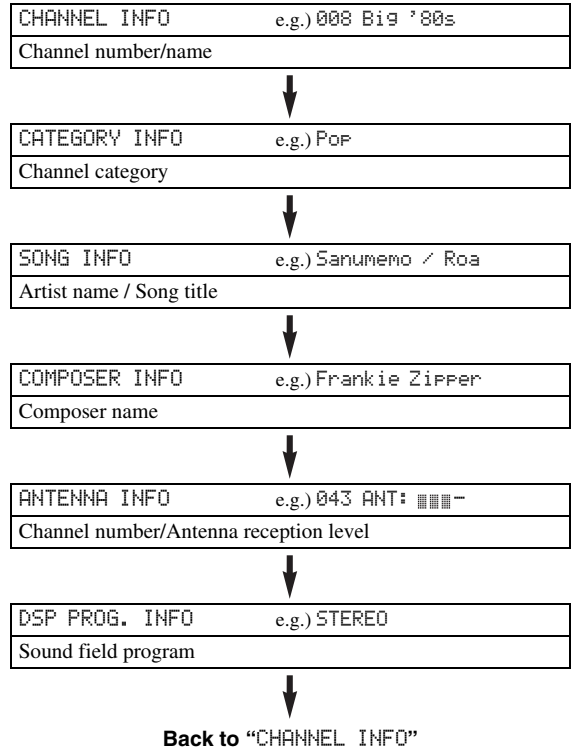 CHANNEL INFO e.g.) 008 Big '80s
Channel number/name
CATEGORY INFO e.g.) Pop
Channel category
SONG INFO e.g.) Sanumemo / Roa
Artist name / Song title
COMPOSER INFO e.g.) Frankie Zipper
Composer name
ANTENNA INFO e.g.) 043 ANT: ▒▒▒-
Channel number/Antenna reception level
DSP PROG. INFO e.g.) STEREO
Sound field program
Back to “CHANNEL INFO”